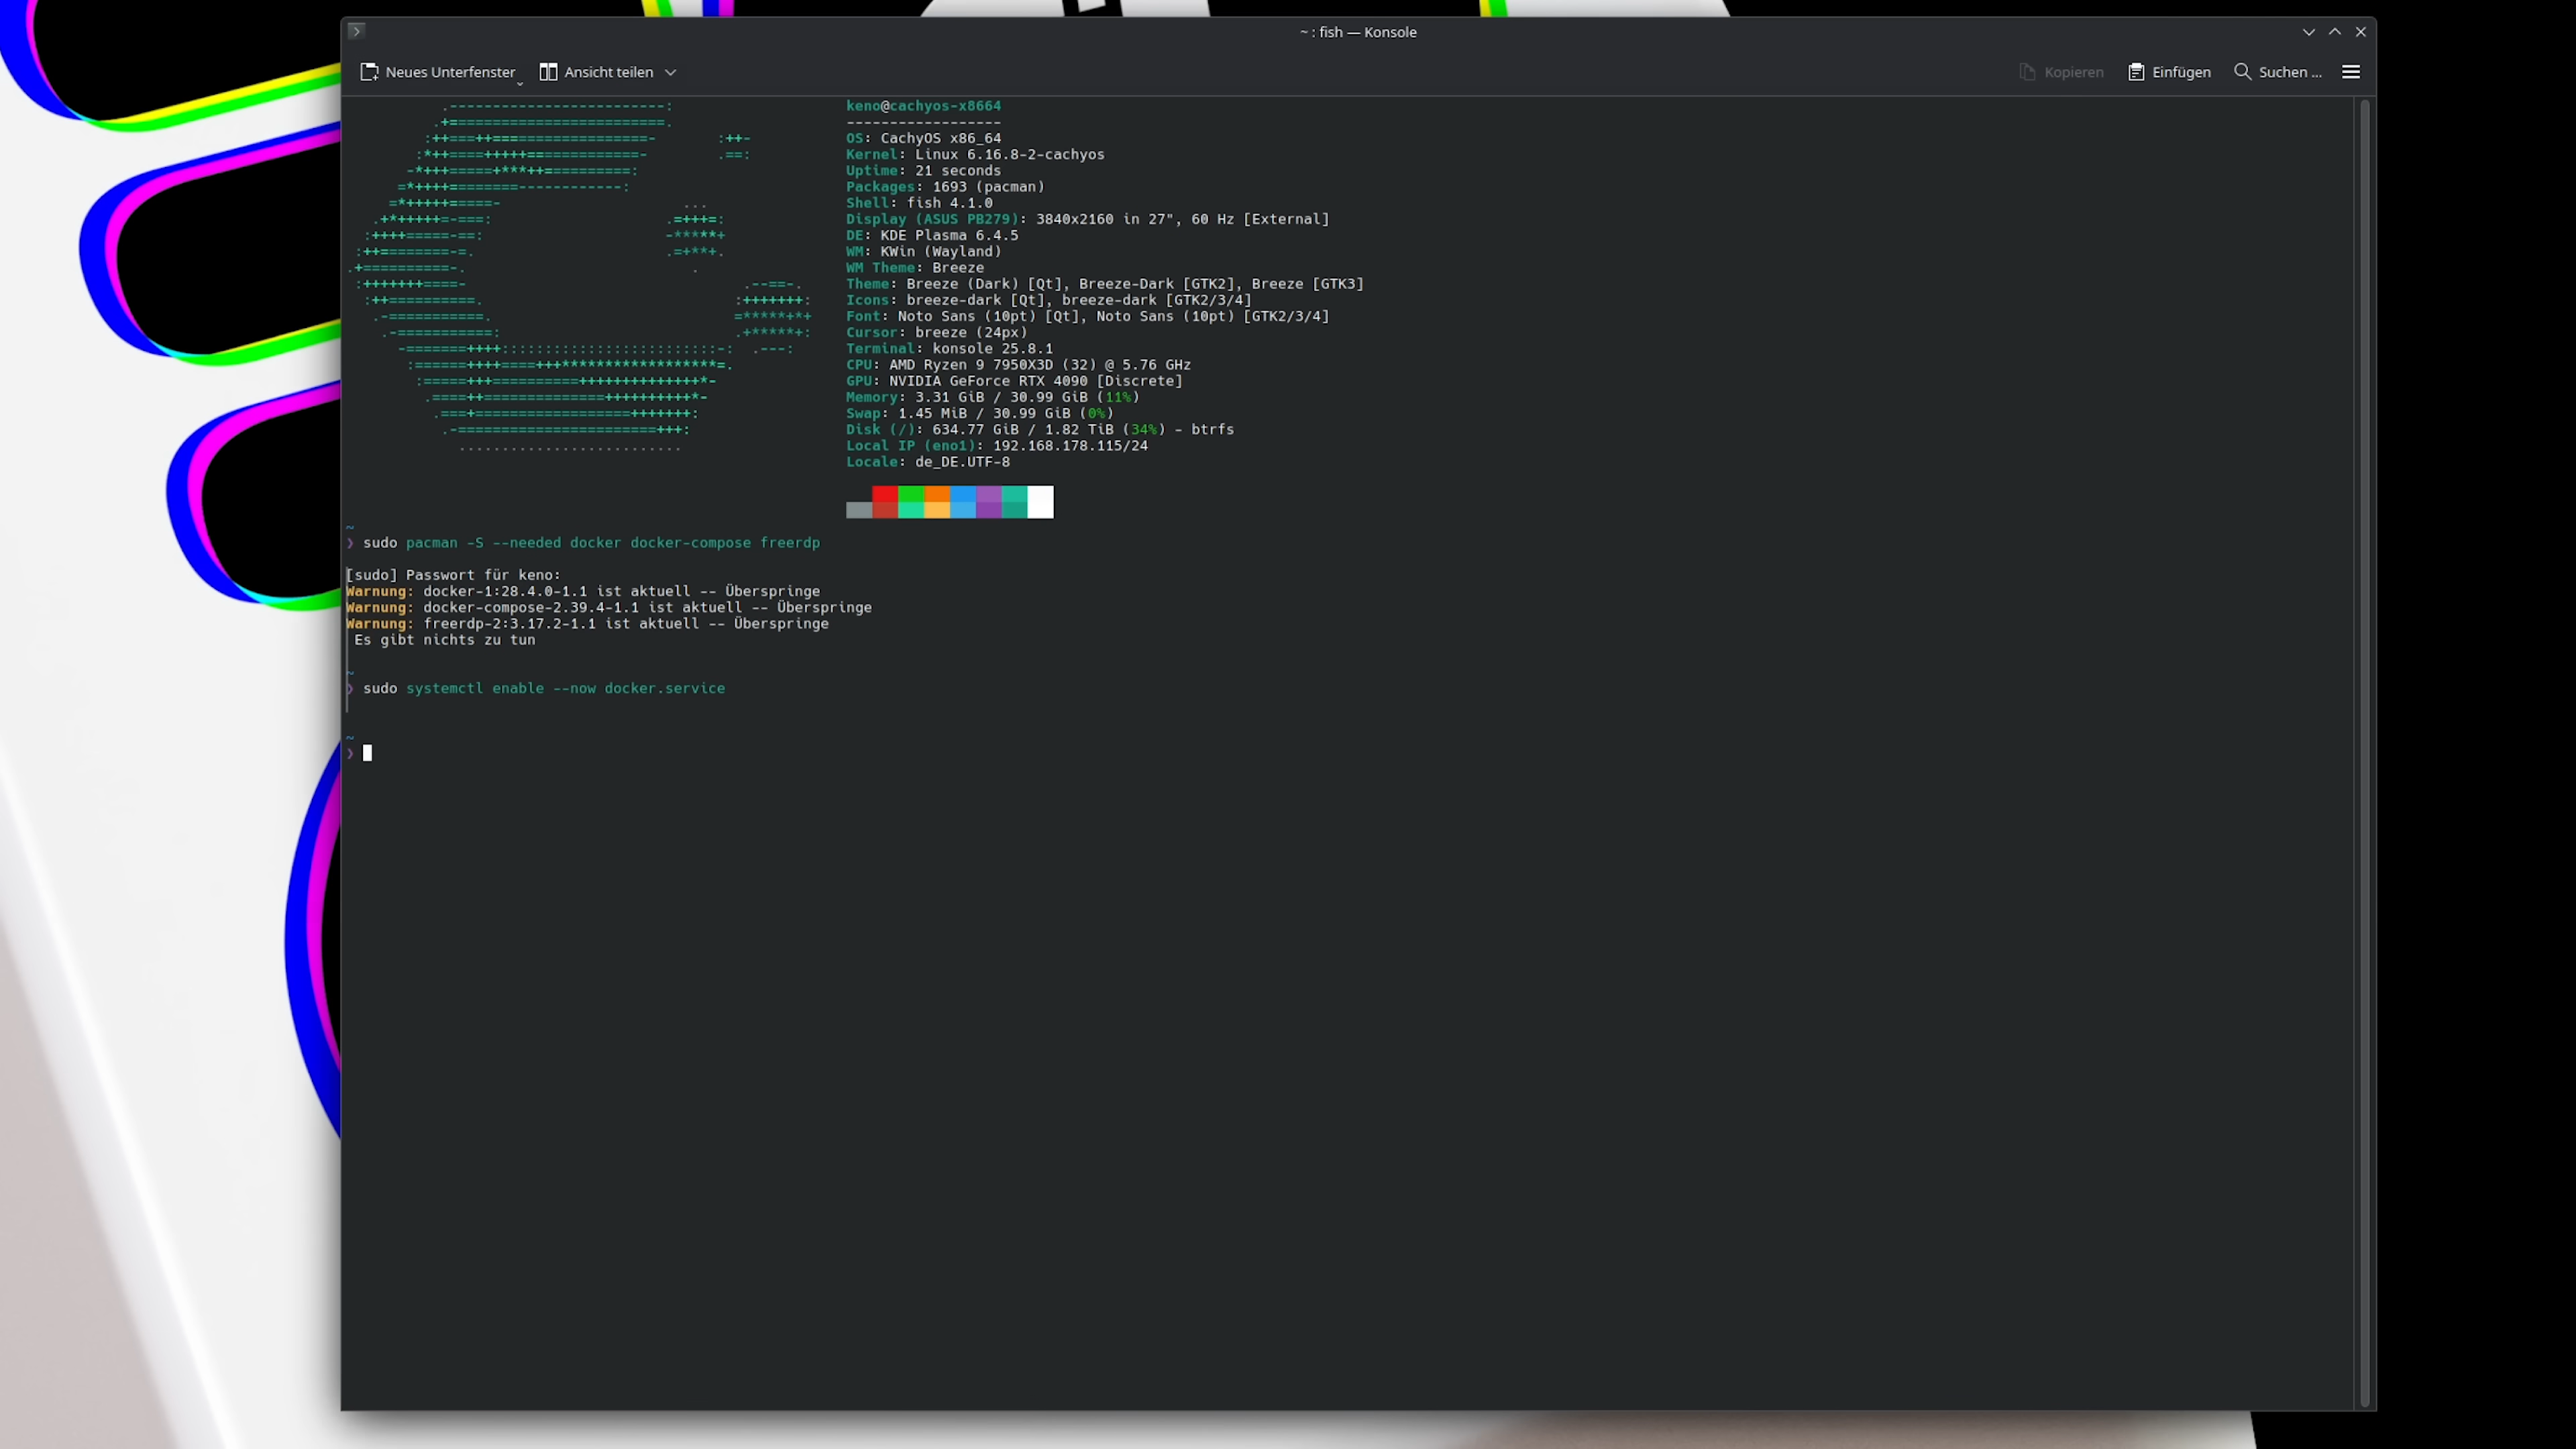 ~ : fish — Konsole
Neues Unterfenster Ansicht teilen Kopieren Einfügen Suchen ...
keno@cachyos-x8664
------------------
OS: CachyOS x86_64
Kernel: Linux 6.16.8-2-cachyos
Uptime: 21 seconds
Packages: 1693 (pacman)
Shell: fish 4.1.0
Display (ASUS PB279): 3840x2160 in 27", 60 Hz [External]
DE: KDE Plasma 6.4.5
WM: KWin (Wayland)
WM Theme: Breeze
Theme: Breeze (Dark) [Qt], Breeze-Dark [GTK2], Breeze [GTK3]
Icons: breeze-dark [Qt], breeze-dark [GTK2/3/4]
Font: Noto Sans (10pt) [Qt], Noto Sans (10pt) [GTK2/3/4]
Cursor: breeze (24px)
Terminal: konsole 25.8.1
CPU: AMD Ryzen 9 7950X3D (32) @ 5.76 GHz
GPU: NVIDIA GeForce RTX 4090 [Discrete]
Memory: 3.31 GiB / 30.99 GiB (11%)
Swap: 1.45 MiB / 30.99 GiB (0%)
Disk (/): 634.77 GiB / 1.82 TiB (34%) - btrfs
Local IP (eno1): 192.168.178.115/24
Locale: de_DE.UTF-8
~
❯ sudo pacman -S --needed docker docker-compose freerdp
[sudo] Passwort für keno:
Warnung: docker-1:28.4.0-1.1 ist aktuell -- Überspringe
Warnung: docker-compose-2.39.4-1.1 ist aktuell -- Überspringe
Warnung: freerdp-2:3.17.2-1.1 ist aktuell -- Überspringe
Es gibt nichts zu tun
~
❯ sudo systemctl enable --now docker.service
~
❯